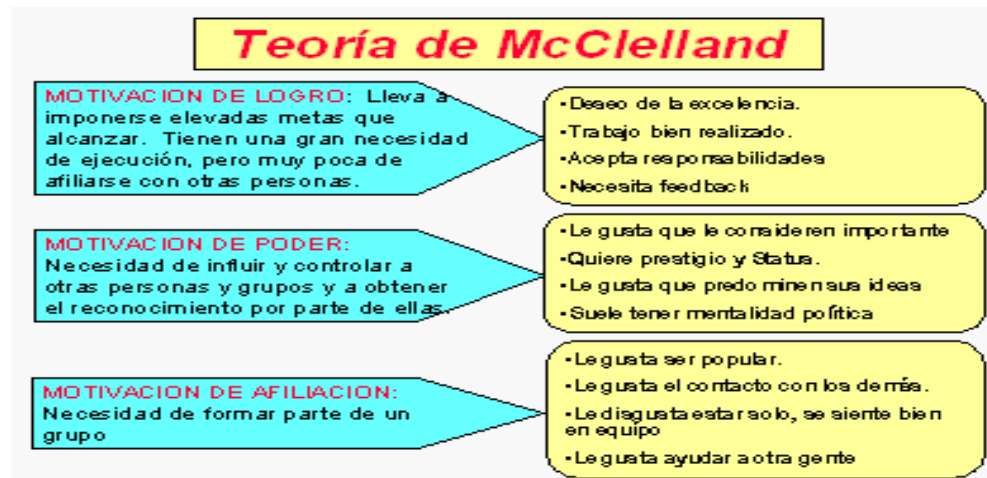 Teoría de McClelland
MOTIVACION DE LOGRO: Lleva a
imponerse elevadas metas que
alcanzar. Tienen una gran necesidad
de ejecución, pero muy poca de
afiliarse con otras personas.
•Deseo de la excelencia.
•Trabajo bien realizado.
•Acepta responsabilidades
•Necesita feedback
MOTIVACION DE PODER:
Necesidad de influir y controlar a
otras personas y grupos y a obtener
el reconocimiento por parte de ellas.
•Le gusta que le consideren importante
•Quiere prestigio y Status.
•Le gusta que predominen sus ideas
•Suele tener mentalidad política
MOTIVACION DE AFILIACION:
Necesidad de formar parte de un
grupo
•Le gusta ser popular.
•Le gusta el contacto con los demás.
•Le disgusta estar solo, se siente bien
en equipo
•Le gusta ayudar a otra gente